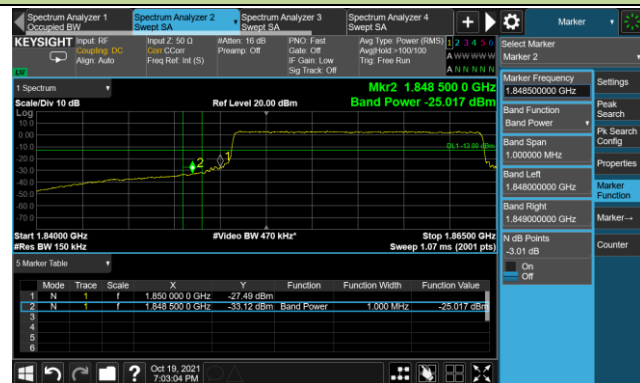 Spectrum Analyzer 1
Occupied BW
Spectrum Analyzer 2
Swept SA
Spectrum Analyzer 3
Swept SA
Spectrum Analyzer 4
Swept SA
Marker
KEYSIGHT
Input: RF
Coupling: DC
Align: Auto
Input Z: 50 Ω
Corr CCorr
Freq Ref: Int (S)
#Atten: 16 dB
Preamp: Off
PNO: Fast
Gate: Off
IF Gain: Low
Sig Track: Off
Avg Type: Power (RMS)
Avg|Hold:>100/100
Trig: Free Run
1 2 3 4 5 6
A W W W W W
A N N N N N
Select Marker
Marker 2
1 Spectrum
Scale/Div 10 dB
Log
Ref Level 20.00 dBm
Mkr2 1.848 500 0 GHz
Band Power -25.017 dBm
10.0
0.00
-10.0
-20.0
-30.0
-40.0
-50.0
-60.0
-70.0
DL1 -13.00 dBm
2
1
Start 1.84000 GHz
#Res BW 150 kHz
#Video BW 470 kHz*
Stop 1.86500 GHz
Sweep 1.07 ms (2001 pts)
5 Marker Table
Mode Trace Scale X Y Function Function Width Function Value
1 N 1 f 1.850 000 0 GHz -27.49 dBm
2 N 1 f 1.848 500 0 GHz -33.12 dBm Band Power 1.000 MHz -25.017 dBm
3
4
5
6
Marker Frequency
1.848500000 GHz
Band Function
Band Power
Band Span
1.000000 MHz
Band Left
1.848000000 GHz
Band Right
1.849000000 GHz
N dB Points
-3.01 dB
On
Off
Settings
Peak
Search
Pk Search
Config
Properties
Marker
Function
Marker→
Counter
Oct 19, 2021
7:03:04 PM